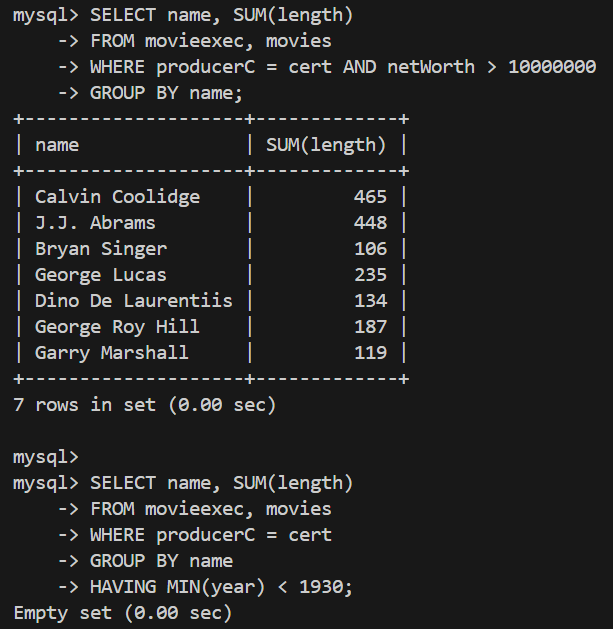 mysql> SELECT name, SUM(length)
    -> FROM movieexec, movies
    -> WHERE producerC = cert AND netWorth > 10000000
    -> GROUP BY name;
+--------------------+-------------+
| name               | SUM(length) |
+--------------------+-------------+
| Calvin Coolidge    |         465 |
| J.J. Abrams        |         448 |
| Bryan Singer       |         106 |
| George Lucas       |         235 |
| Dino De Laurentiis |         134 |
| George Roy Hill    |         187 |
| Garry Marshall     |         119 |
+--------------------+-------------+
7 rows in set (0.00 sec)

mysql>
mysql> SELECT name, SUM(length)
    -> FROM movieexec, movies
    -> WHERE producerC = cert
    -> GROUP BY name
    -> HAVING MIN(year) < 1930;
Empty set (0.00 sec)